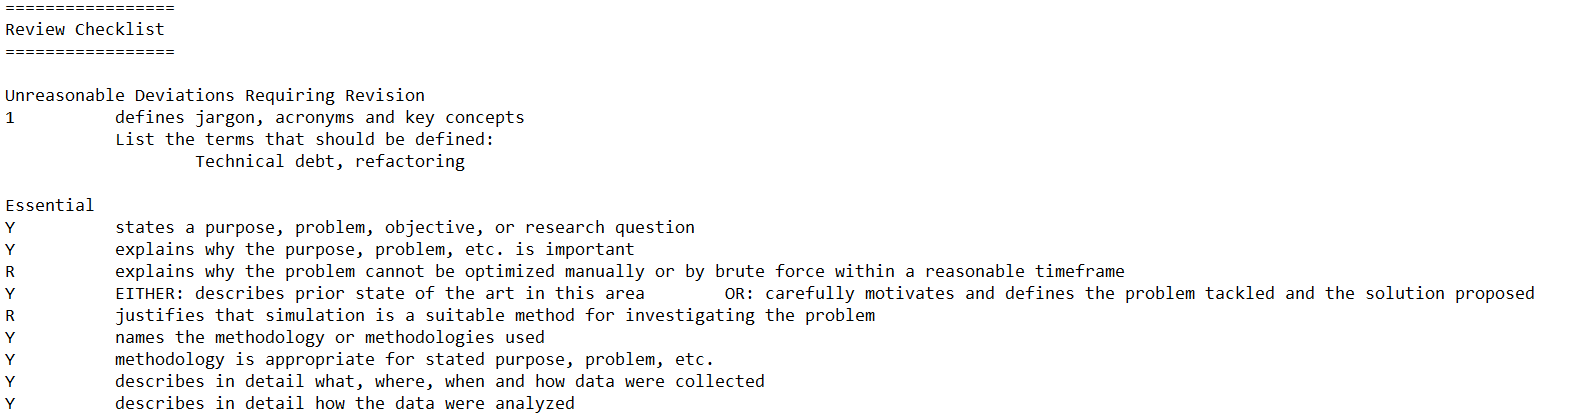 =================
Review Checklist
=================
Unreasonable Deviations Requiring Revision
1 defines jargon, acronyms and key concepts
List the terms that should be defined:
Technical debt, refactoring
Essential
Y states a purpose, problem, objective, or research question
Y explains why the purpose, problem, etc. is important
R explains why the problem cannot be optimized manually or by brute force within a reasonable timeframe
Y EITHER: describes prior state of the art in this area OR: carefully motivates and defines the problem tackled and the solution proposed
R justifies that simulation is a suitable method for investigating the problem
Y names the methodology or methodologies used
Y methodology is appropriate for stated purpose, problem, etc.
Y describes in detail what, where, when and how data were collected
Y describes in detail how the data were analyzed